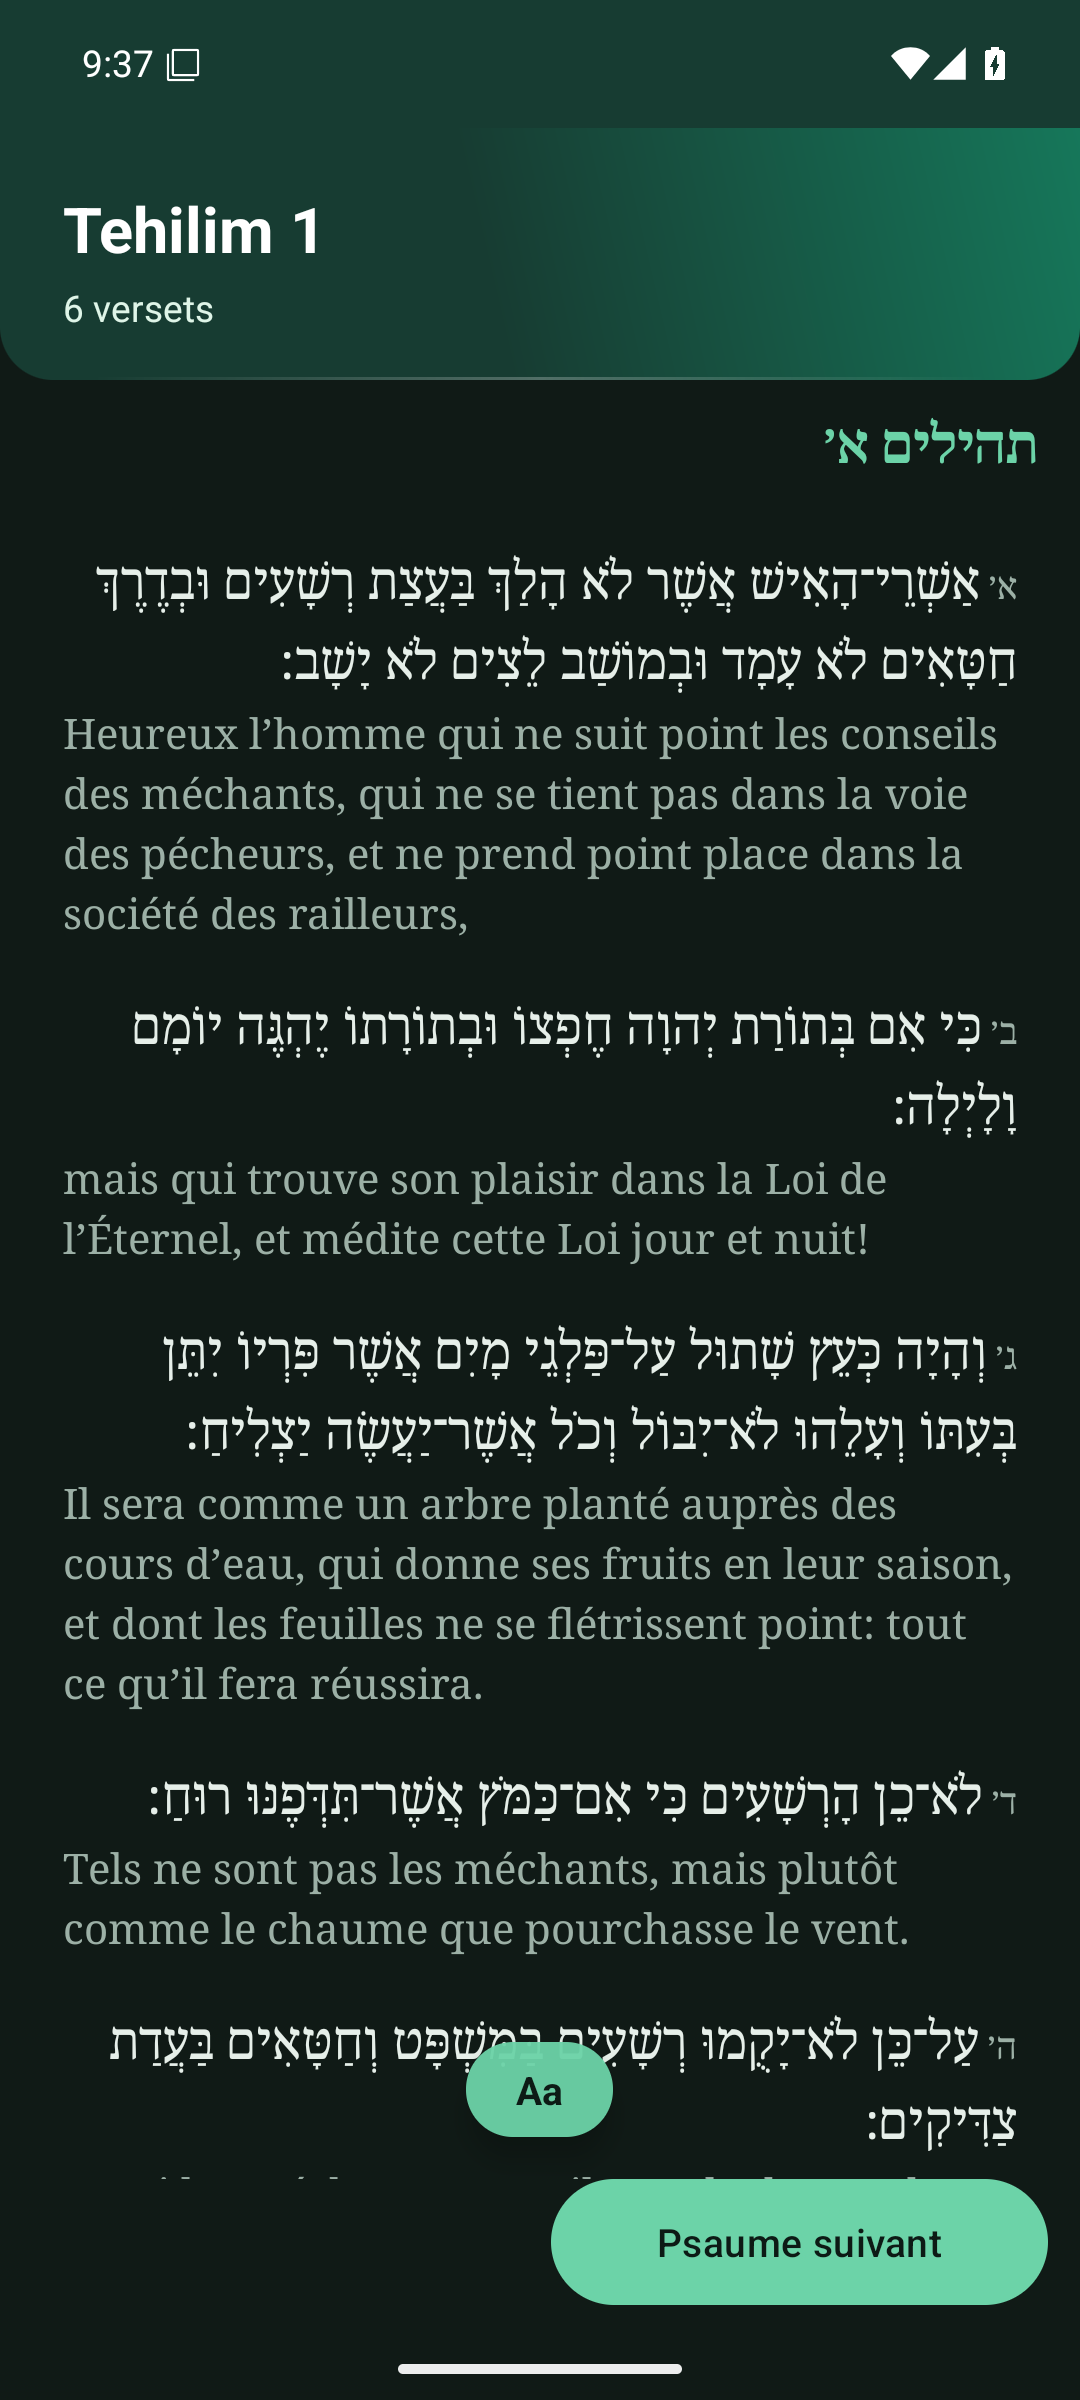 9:37
Tehilim 1
6 versets
תהילים א׳
א׳ אַשְׁרֵי־הָאִישׁ אֲשֶׁר לֹא הָלַךְ בַּעֲצַת רְשָׁעִים וּבְדֶרֶךְ
חַטָּאִים לֹא עָמָד וּבְמוֹשַׁב לֵצִים לֹא יָשָׁב׃
Heureux l’homme qui ne suit point les conseils
des méchants, qui ne se tient pas dans la voie
des pécheurs, et ne prend point place dans la
société des railleurs,
ב׳ כִּי אִם בְּתוֹרַת יְהוָה חֶפְצוֹ וּבְתוֹרָתוֹ יֶהְגֶּה יוֹמָם
וָלָיְלָה׃
mais qui trouve son plaisir dans la Loi de
l’Éternel, et médite cette Loi jour et nuit!
ג׳ וְהָיָה כְּעֵץ שָׁתוּל עַל־פַּלְגֵי מָיִם אֲשֶׁר פִּרְיוֹ יִתֵּן
בְּעִתּוֹ וְעָלֵהוּ לֹא־יִבּוֹל וְכֹל אֲשֶׁר־יַעֲשֶׂה יַצְלִיחַ׃
Il sera comme un arbre planté auprès des
cours d’eau, qui donne ses fruits en leur saison,
et dont les feuilles ne se flétrissent point: tout
ce qu’il fera réussira.
ד׳ לֹא־כֵן הָרְשָׁעִים כִּי אִם־כַּמֹּץ אֲשֶׁר־תִּדְּפֶנּוּ רוּחַ׃
Tels ne sont pas les méchants, mais plutôt
comme le chaume que pourchasse le vent.
ה׳ עַל־כֵּן לֹא־יָקֻמוּ רְשָׁעִים בַּמִּשְׁפָּט וְחַטָּאִים בַּעֲדַת
צַדִּיקִים׃
Aa
Psaume suivant